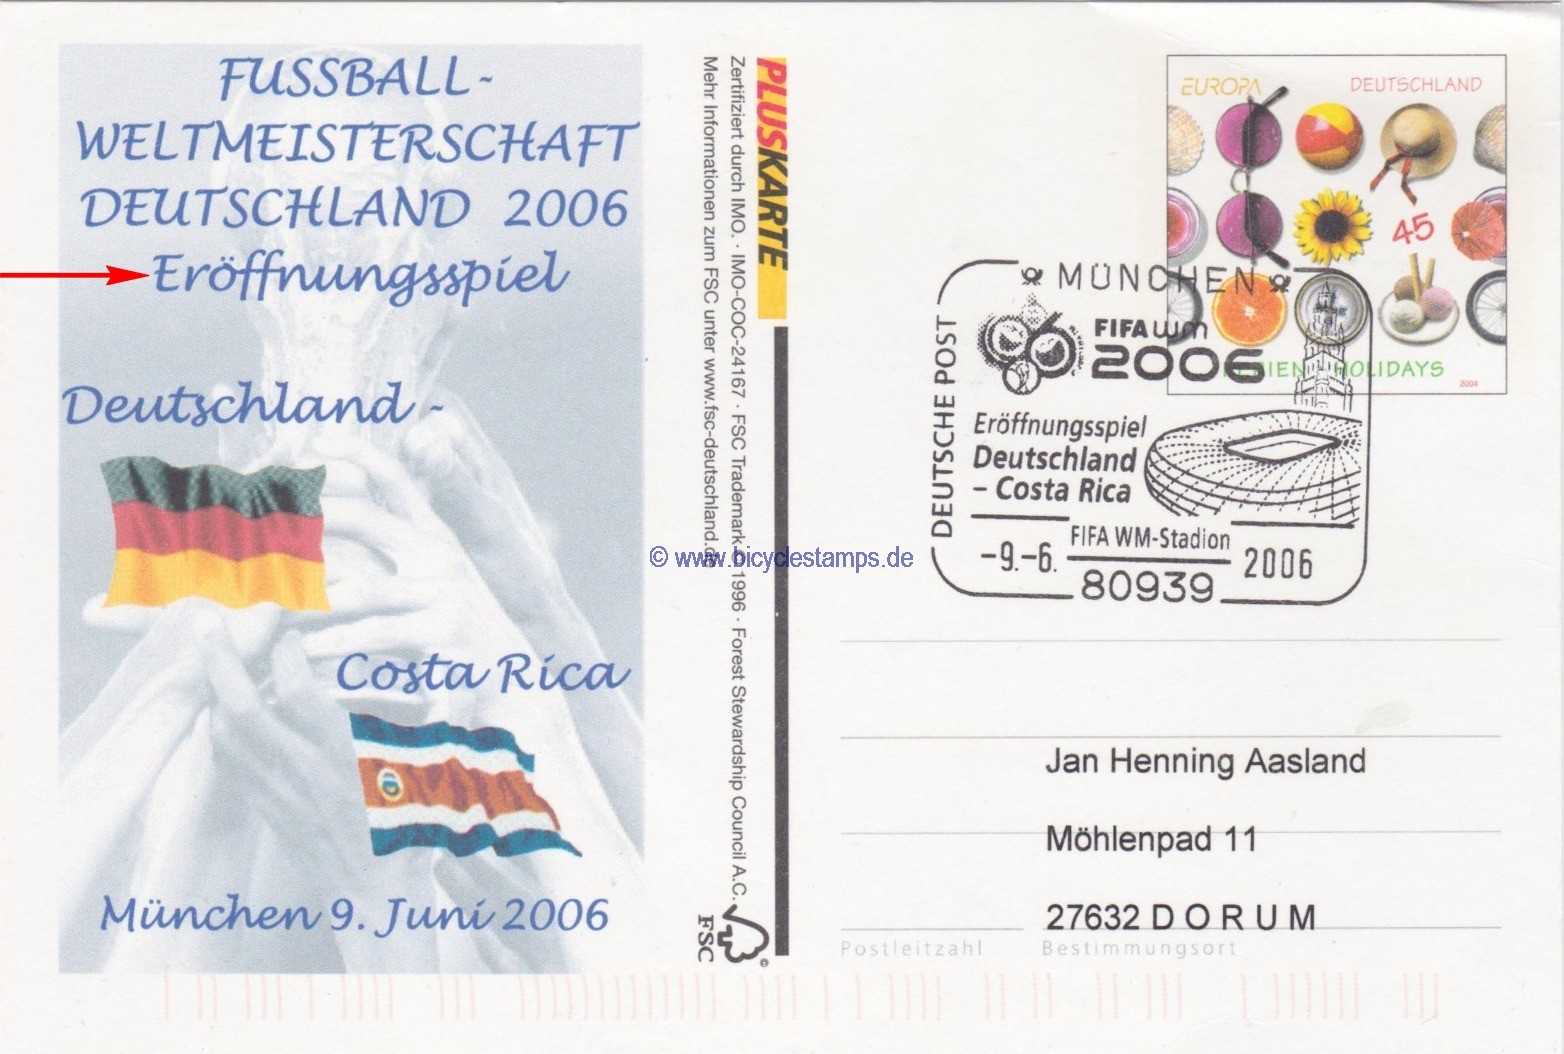 FUSSBALL-
WELTMEISTERSCHAFT
DEUTSCHLAND 2006
Eröffnungsspiel
Deutschland -
Costa Rica
München 9. Juni 2006
PLUSKARTE
Zertifiziert durch IMO. · IMO-COC-24167 · FSC Trademark © 1996 · Forest Stewardship Council A.C.
Mehr Informationen zum FSC unter www.fsc-deutschland.de
FSC
®
© www.bicyclestamps.de
EUROPA DEUTSCHLAND
45
FERIEN HOLIDAYS
2004
MÜNCHEN
DEUTSCHE POST
FIFA WM
2006
Eröffnungsspiel
Deutschland
- Costa Rica
FIFA WM-Stadion
-9.-6. 2006
80939
Jan Henning Aasland
Möhlenpad 11
27632 D O R U M
Postleitzahl Bestimmungsort